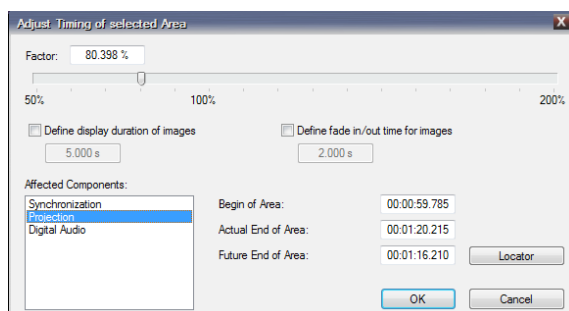 Adjust Timing of selected Area
X
Factor: 80.398 %
50% 100% 200%
Define display duration of images Define fade in/out time for images
5.000 s 2.000 s
Affected Components:
Synchronization Begin of Area: 00:00:59.785
Projection
Digital Audio Actual End of Area: 00:01:20.215
Future End of Area: 00:01:16.210 Locator
OK Cancel